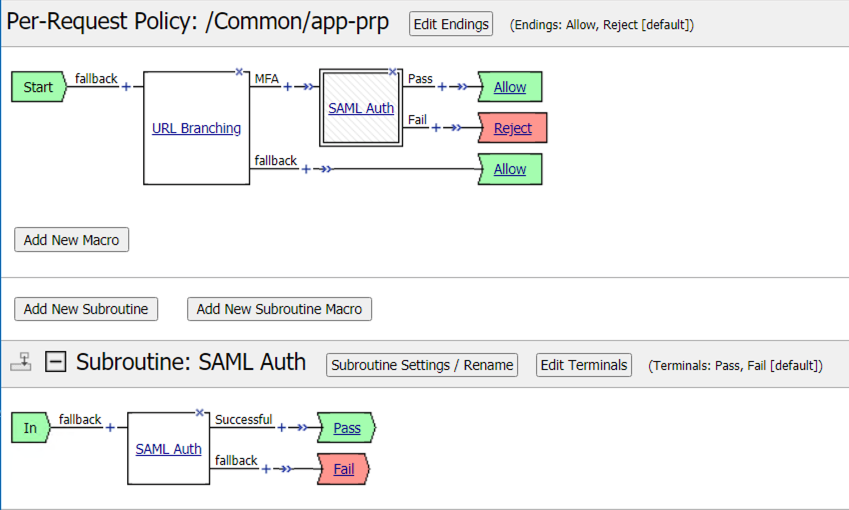 Per-Request Policy: /Common/app-prp Edit Endings (Endings: Allow, Reject [default])
Start fallback + URL Branching MFA + SAML Auth Pass + Allow
Fail + Reject
fallback + Allow
Add New Macro
Add New Subroutine Add New Subroutine Macro
Subroutine: SAML Auth Subroutine Settings / Rename Edit Terminals (Terminals: Pass, Fail [default])
In fallback + SAML Auth Successful + Pass
fallback + Fail